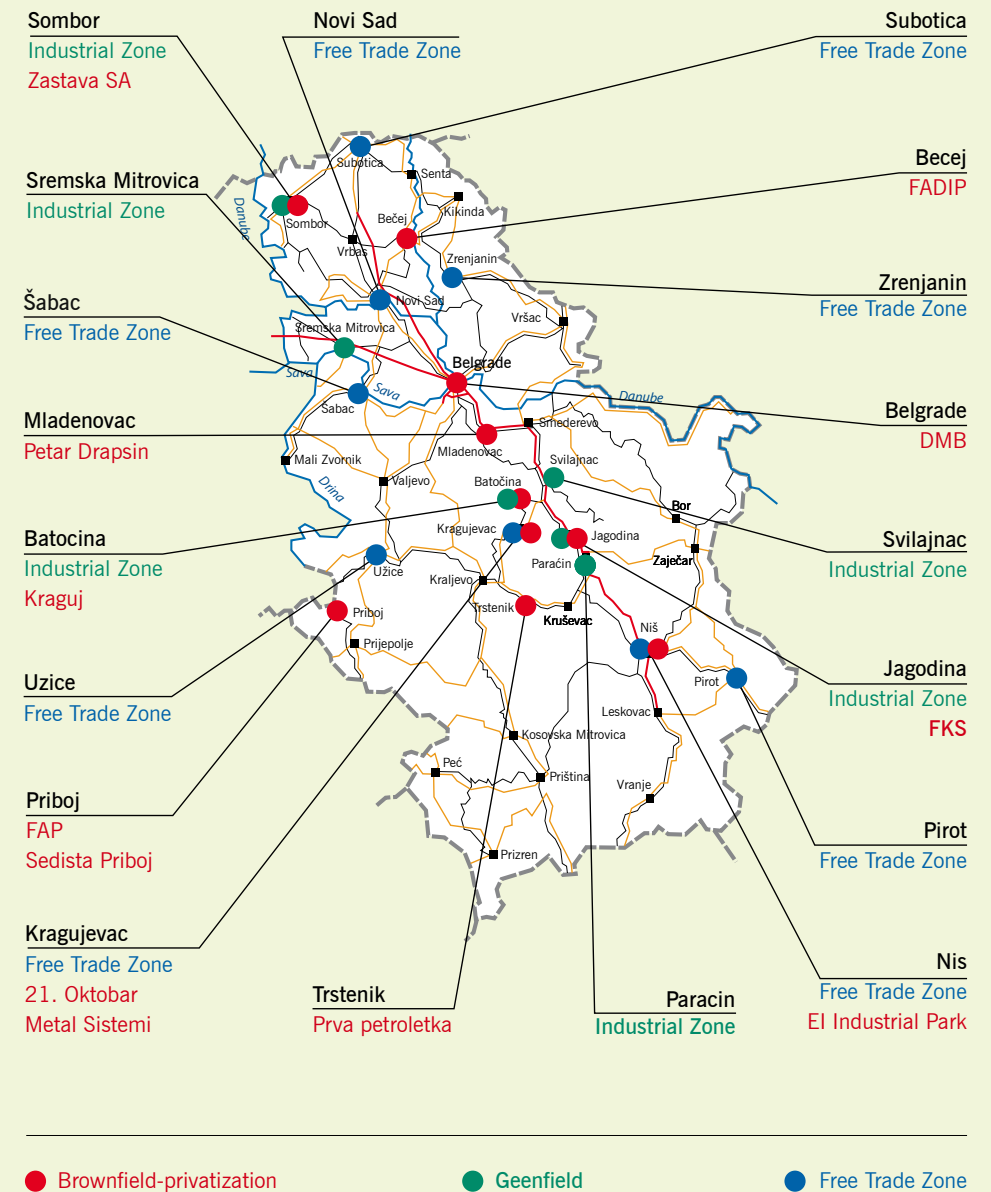 Sombor
Industrial Zone
Zastava SA
Novi Sad
Free Trade Zone
Subotica
Free Trade Zone
Sremska Mitrovica
Industrial Zone
Becej
FADIP
Šabac
Free Trade Zone
Zrenjanin
Free Trade Zone
Mladenovac
Petar Drapsin
Belgrade
DMB
Batocina
Industrial Zone
Kraguj
Svilajnac
Industrial Zone
Uzice
Free Trade Zone
Jagodina
Industrial Zone
FKS
Priboj
FAP
Sedista Priboj
Pirot
Free Trade Zone
Kragujevac
Free Trade Zone
21. Oktobar
Metal Sistemi
Trstenik
Prva petroletka
Paracin
Industrial Zone
Nis
Free Trade Zone
EI Industrial Park
Subotica
Senta
Danube
Sombor
Kikinda
Bečej
Vrbas
Zrenjanin
Novi Sad
Vršac
Sremska Mitrovica
Belgrade
Sava
Sava
Danube
Šabac
Smederevo
Mladenovac
Mali Zvornik
Svilajnac
Valjevo
Batočina
Drina
Bor
Kragujevac
Jagodina
Zaječar
Paraćin
Užice
Kraljevo
Trstenik
Priboj
Kruševac
Niš
Prijepolje
Pirot
Leskovac
Kosovska Mitrovica
Peć
Priština
Vranje
Prizren
Brownfield-privatization
Geenfield
Free Trade Zone